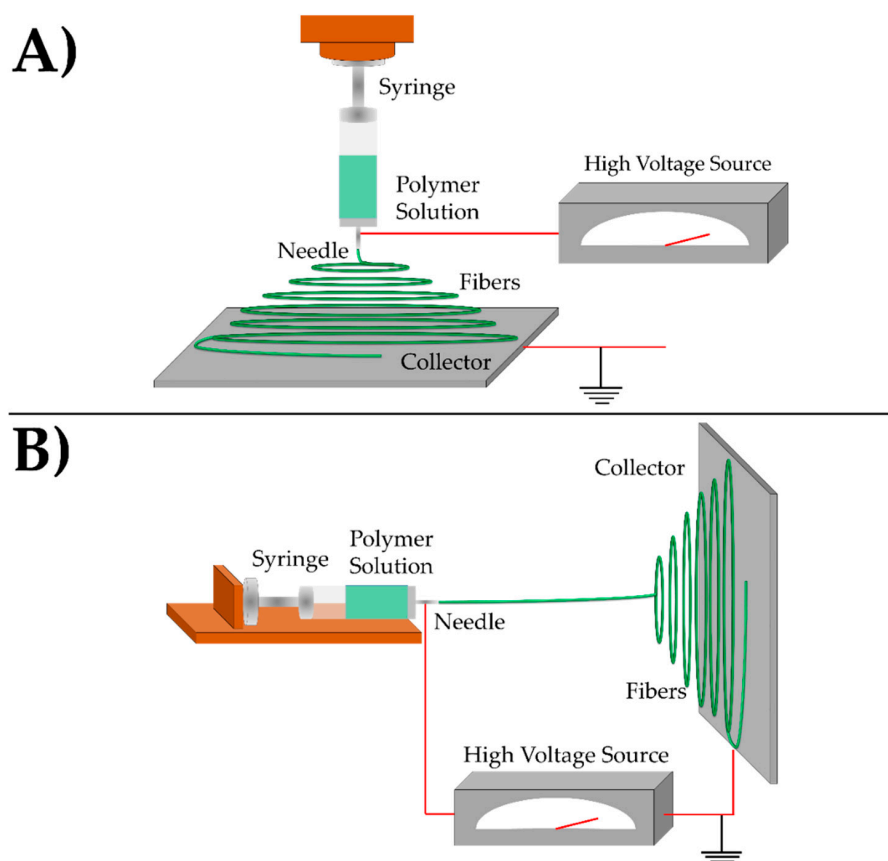 A)
Syringe
High Voltage Source
Polymer
Solution
Needle
Fibers
Collector
B)
Collector
Polymer
Solution
Syringe
Needle
Fibers
High Voltage Source